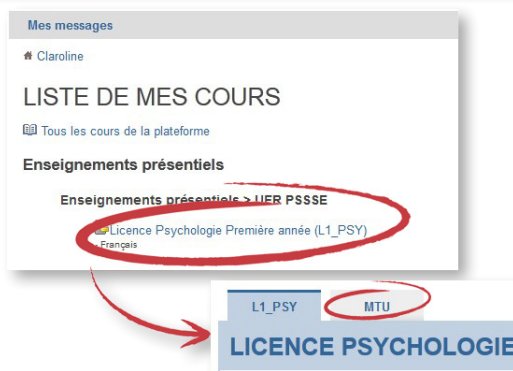 Mes messages
Claroline
LISTE DE MES COURS
Tous les cours de la plateforme
Enseignements présentiels
Enseignements présentiels > UFR PSSSE
Licence Psychologie Première année (L1_PSY)
- Français
L1_PSY MTU
LICENCE PSYCHOLOGIE